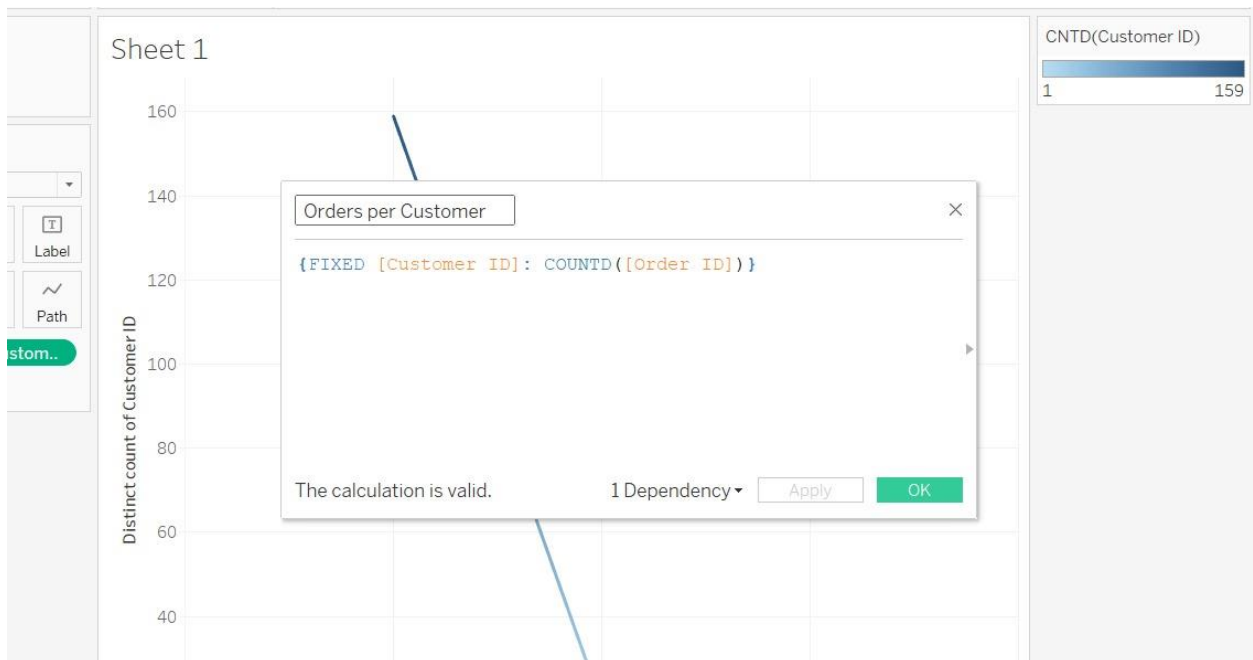 Sheet 1
CNTD(Customer ID)
1 159
160
140
120
100
80
60
40
Distinct count of Customer ID
T
Label
Path
stom..
Orders per Customer
{FIXED [Customer ID]: COUNTD([Order ID])}
The calculation is valid.
1 Dependency
Apply
OK